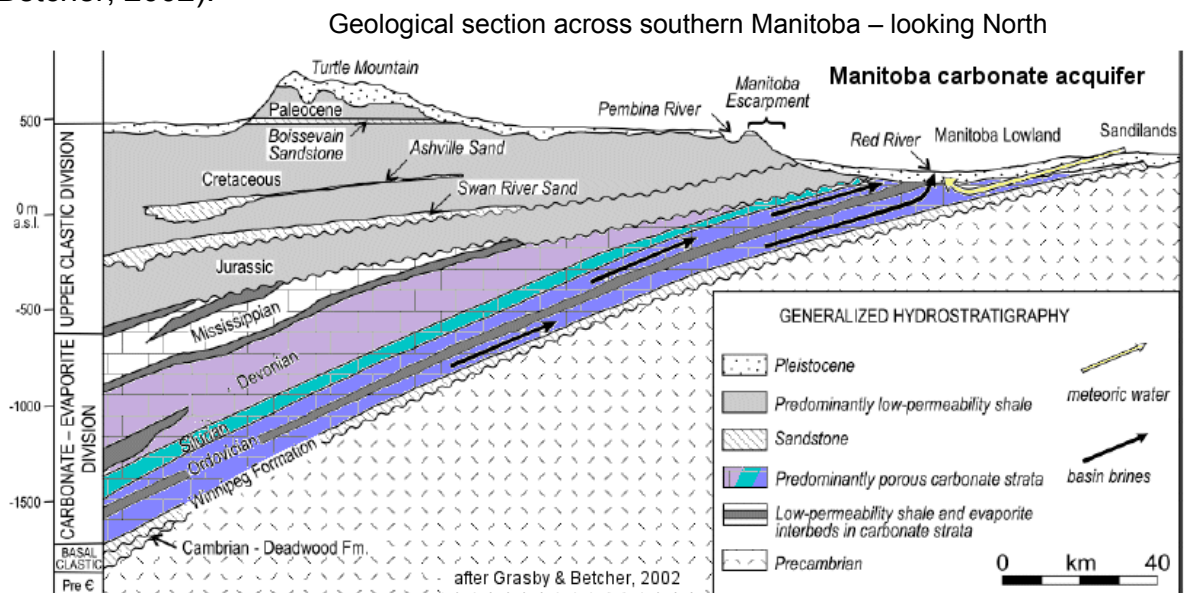 Betcher, 2002).
Geological section across southern Manitoba – looking North
Turtle Mountain
Manitoba Escarpment
Manitoba carbonate acquifer
Pembina River
Red River
Manitoba Lowland
Sandilands
Paleocene
Boissevain
Sandstone
Ashville Sand
Cretaceous
Swan River Sand
Jurassic
Mississippian
Devonian
Silurian
Ordovician
Winnipeg Formation
Cambrian - Deadwood Fm.
after Grasby & Betcher, 2002
500
0 m
a.s.l.
-500
-1000
-1500
UPPER CLASTIC DIVISION
CARBONATE – EVAPORITE
DIVISION
BASAL
CLASTIC
Pre Є
GENERALIZED HYDROSTRATIGRAPHY
Pleistocene
Predominantly low-permeability shale
Sandstone
Predominantly porous carbonate strata
Low-permeability shale and evaporite
interbeds in carbonate strata
Precambrian
meteoric water
basin brines
0 km 40